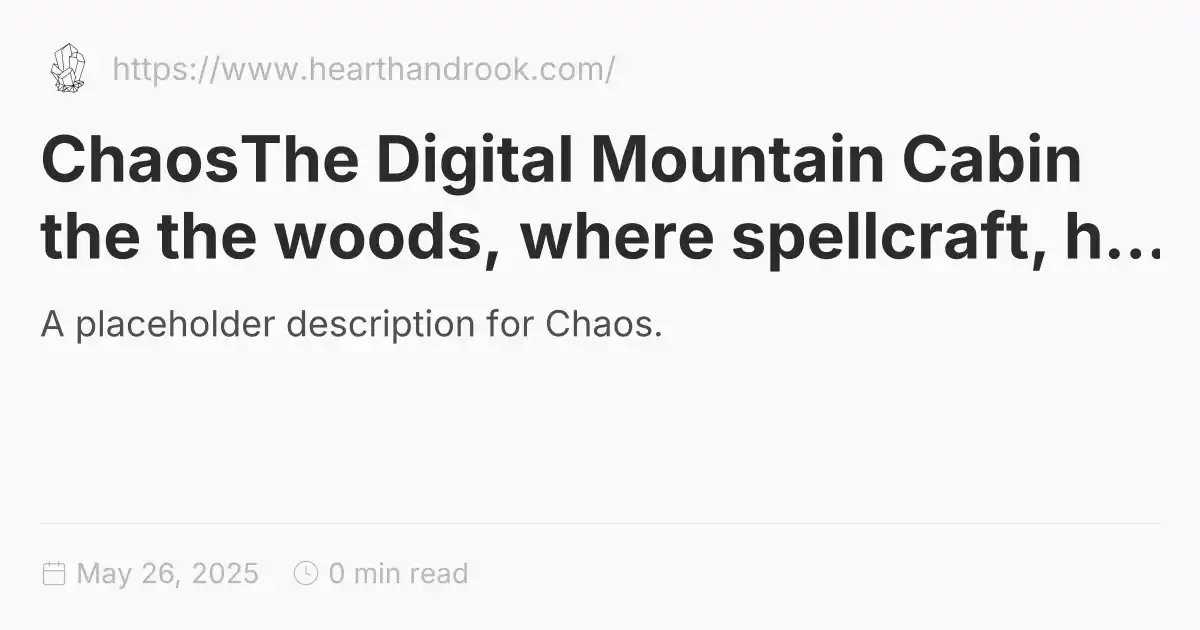 https://www.hearthandrook.com/
ChaosThe Digital Mountain Cabin
the the woods, where spellcraft, h...
A placeholder description for Chaos.
May 26, 2025 0 min read